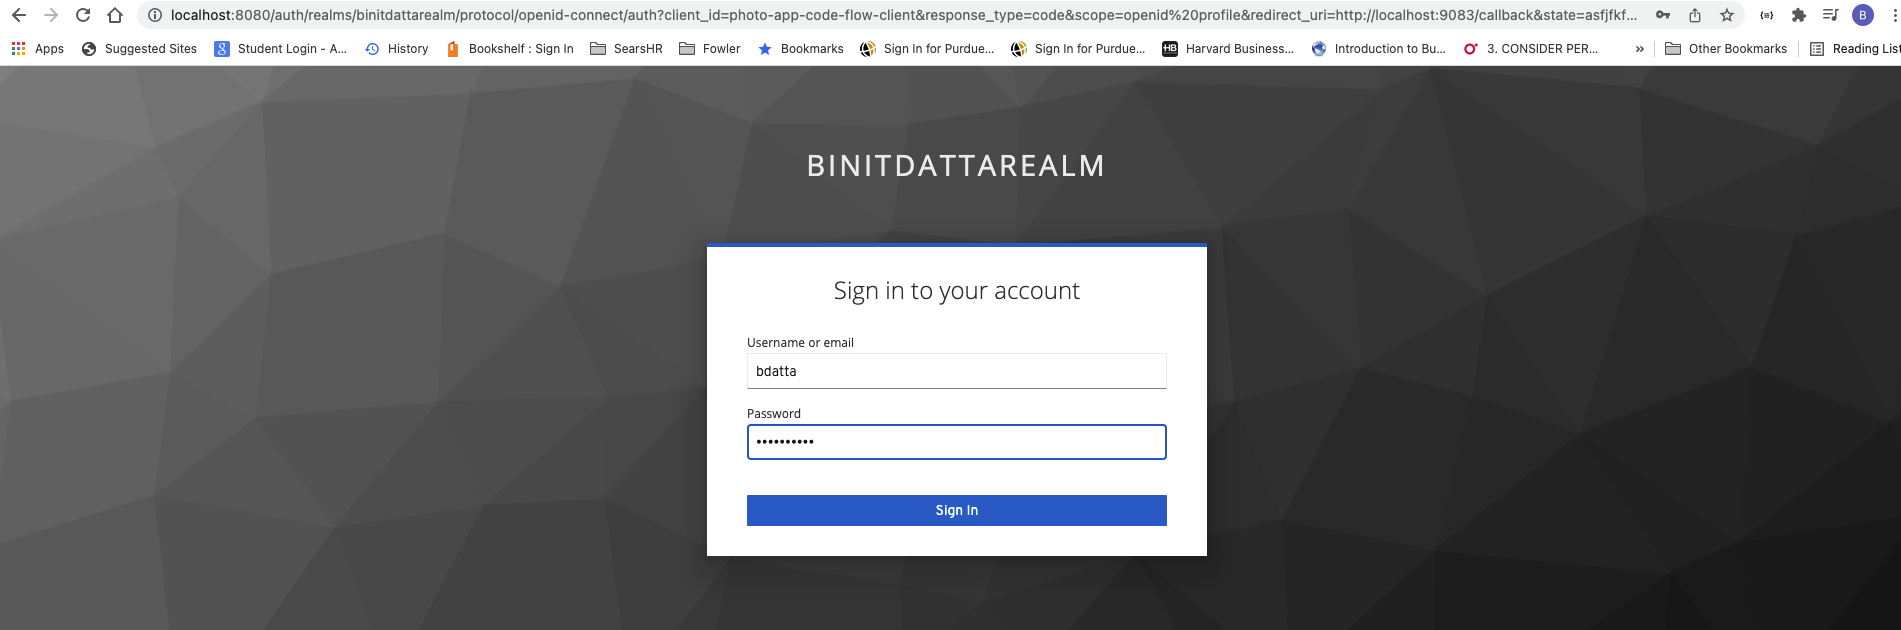 localhost:8080/auth/realms/binitdattarealm/protocol/openid-connect/auth?client_id=photo-app-code-flow-client&response_type=code&scope=openid%20profile&redirect_uri=http://localhost:9083/callback&state=asfjfkf... B
Apps Suggested Sites 8 Student Login - A... History Bookshelf : Sign In SearsHR Fowler Bookmarks Sign In for Purdue... Sign In for Purdue... HB Harvard Business... Introduction to Bu... 3. CONSIDER PER... » Other Bookmarks Reading List
BINITDATTAREALM
Sign in to your account
Username or email
bdatta
Password
••••••••••
Sign In